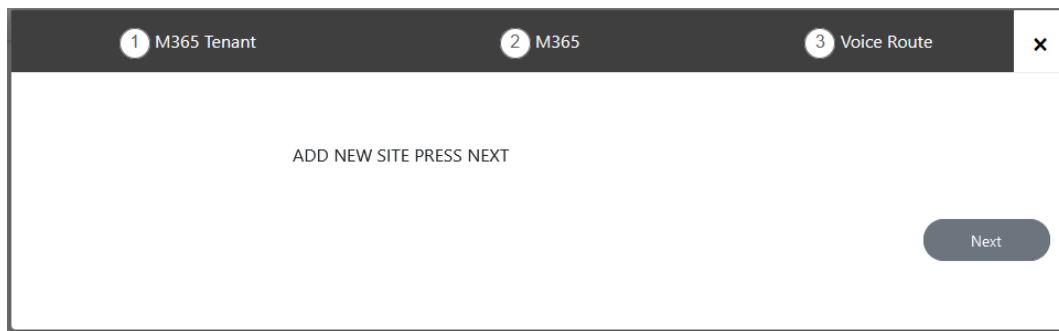 1 M365 Tenant 2 M365 3 Voice Route ×
ADD NEW SITE PRESS NEXT
Next